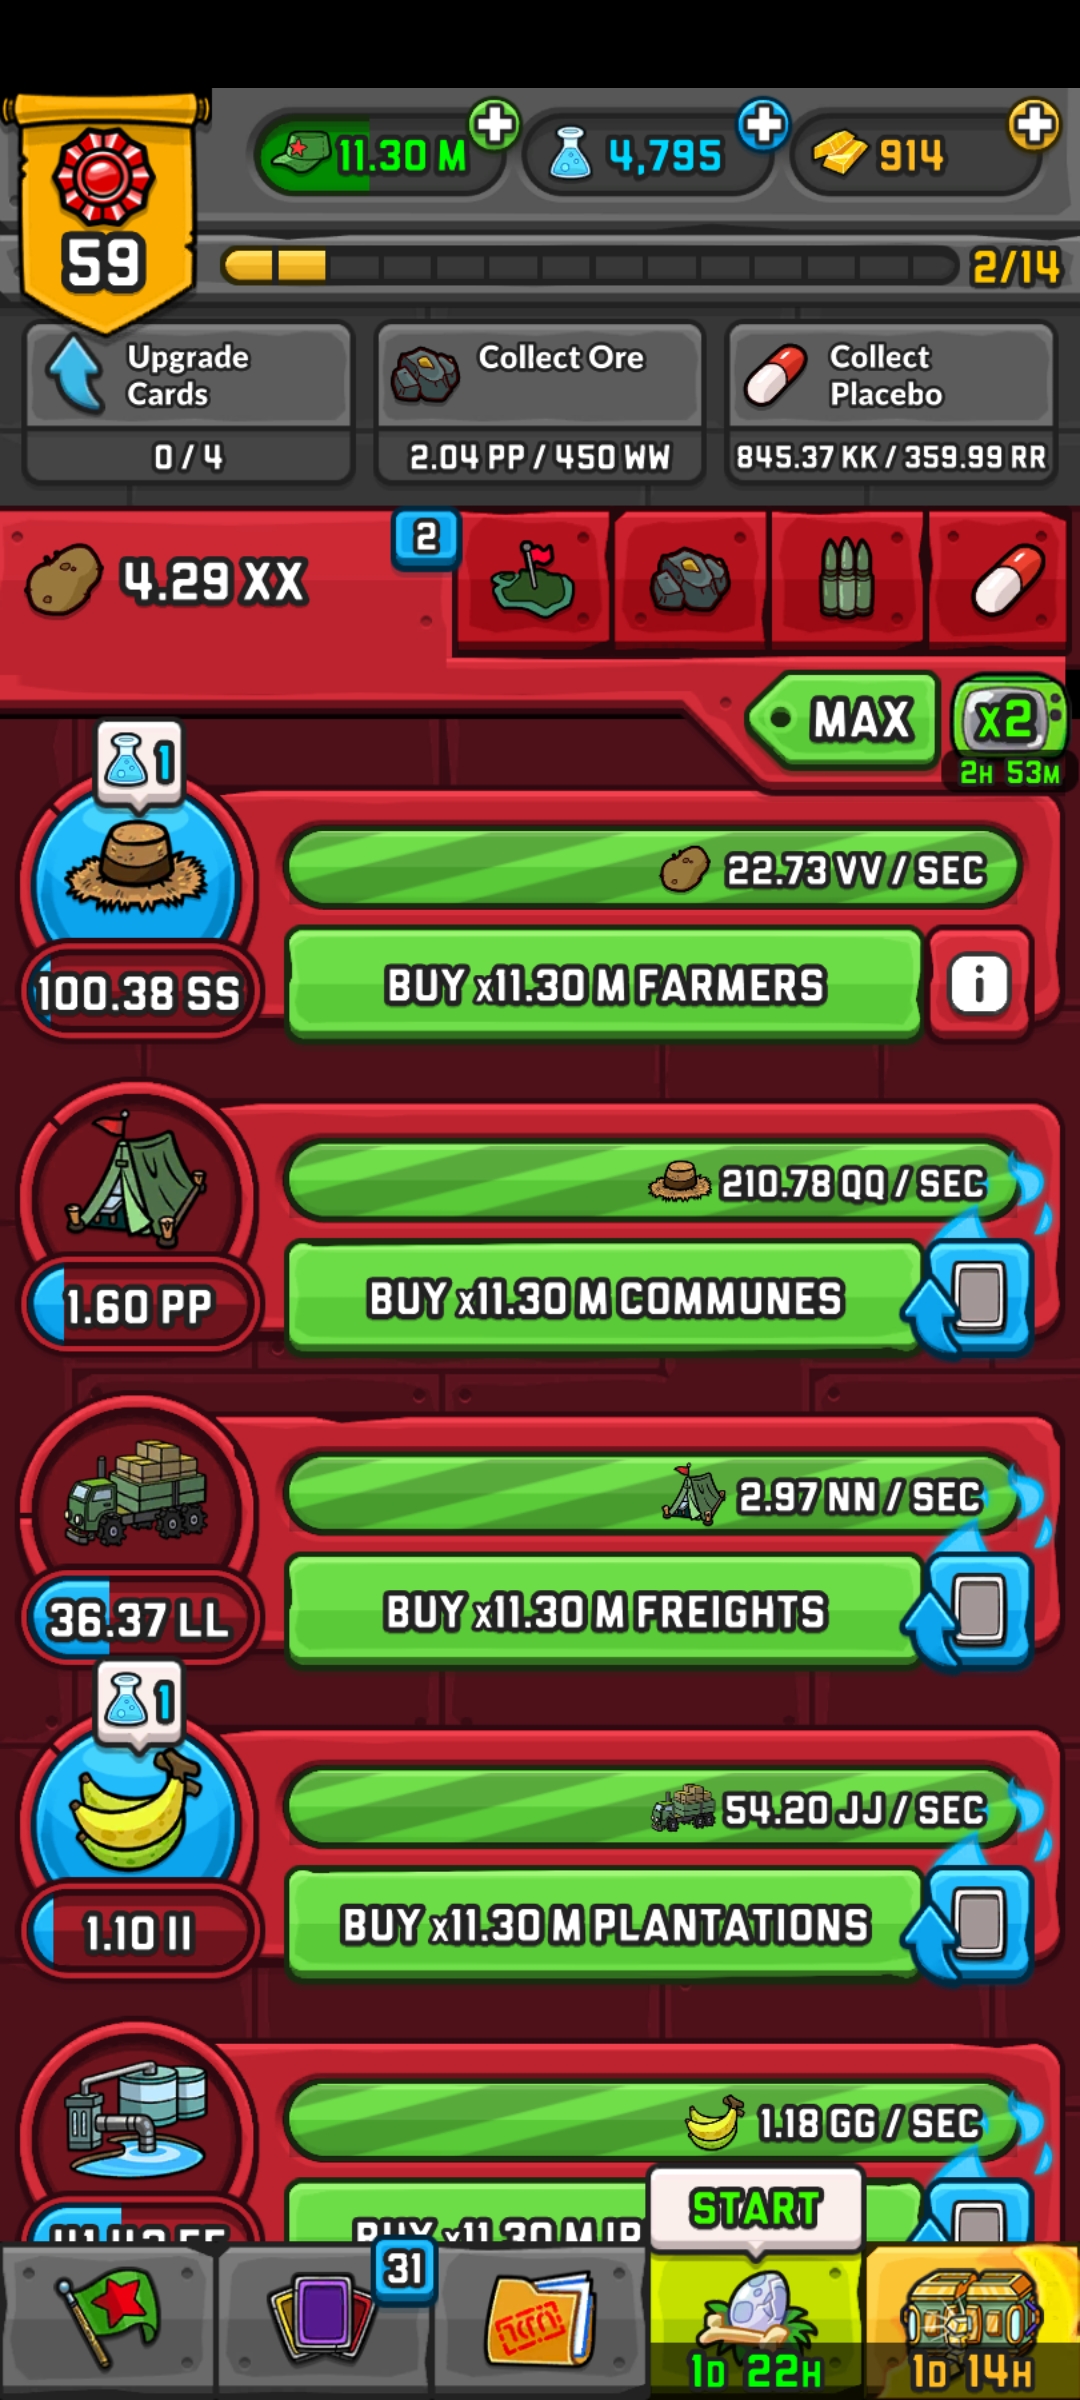 11.30 M
4,795
914
59
2/14
Upgrade
Cards
0 / 4
Collect Ore
2.04 PP / 450 WW
Collect
Placebo
845.37 KK / 359.99 RR
4.29 XX
2
MAX
x2
2H 53M
1
22.73 VV / SEC
100.38 SS
BUY x11.30 M FARMERS
i
210.78 QQ / SEC
1.60 PP
BUY x11.30 M COMMUNES
2.97 NN / SEC
36.37 LL
BUY x11.30 M FREIGHTS
1
54.20 JJ / SEC
1.10 II
BUY x11.30 M PLANTATIONS
1.18 GG / SEC
BUY x11.30 M
START
31
1D 22H
1D 14H